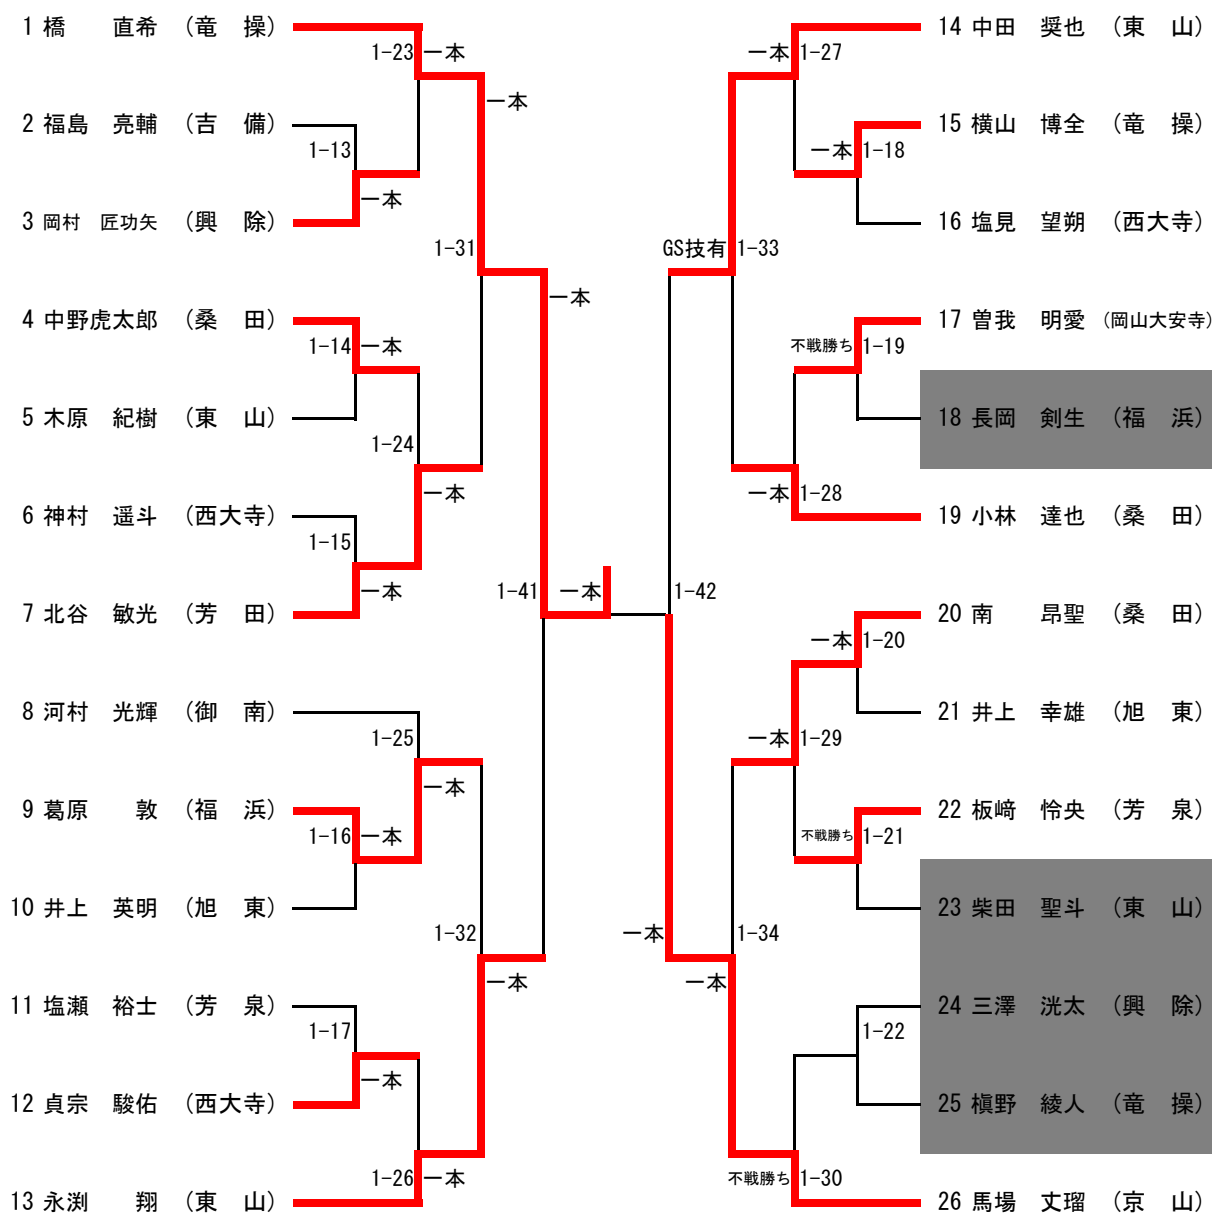 1 橋　　直希 （竜　操）
1-23
一本
一本
2 福島　亮輔 （吉　備）
1-13
一本
3 岡村　匠功矢 （興　除）
1-31
一本
4 中野虎太郎 （桑　田）
1-14
一本
5 木原　紀樹 （東　山）
1-24
一本
6 神村　遥斗 （西大寺）
1-15
一本
7 北谷　敏光 （芳　田）
1-41
一本
8 河村　光輝 （御　南）
1-25
一本
9 葛原　　敦 （福　浜）
1-16
一本
10 井上　英明 （旭　東）
1-32
一本
11 塩瀬　裕士 （芳　泉）
1-17
一本
12 貞宗　駿佑 （西大寺）
1-26
一本
13 永渕　　翔 （東　山）
14 中田　奨也 （東　山）
一本
1-27
15 横山　博全 （竜　操）
一本
1-18
16 塩見　望朔 （西大寺）
GS技有
1-33
17 曽我　明愛 （岡山大安寺）
不戦勝ち
1-19
18 長岡　剣生 （福　浜）
一本
1-28
19 小林　達也 （桑　田）
1-42
20 南　　昂聖 （桑　田）
一本
1-20
21 井上　幸雄 （旭　東）
一本
1-29
22 板﨑　怜央 （芳　泉）
不戦勝ち
1-21
23 柴田　聖斗 （東　山）
一本
1-34
一本
24 三澤　洸太 （興　除）
1-22
25 槇野　綾人 （竜　操）
不戦勝ち
1-30
26 馬場　丈瑠 （京　山）